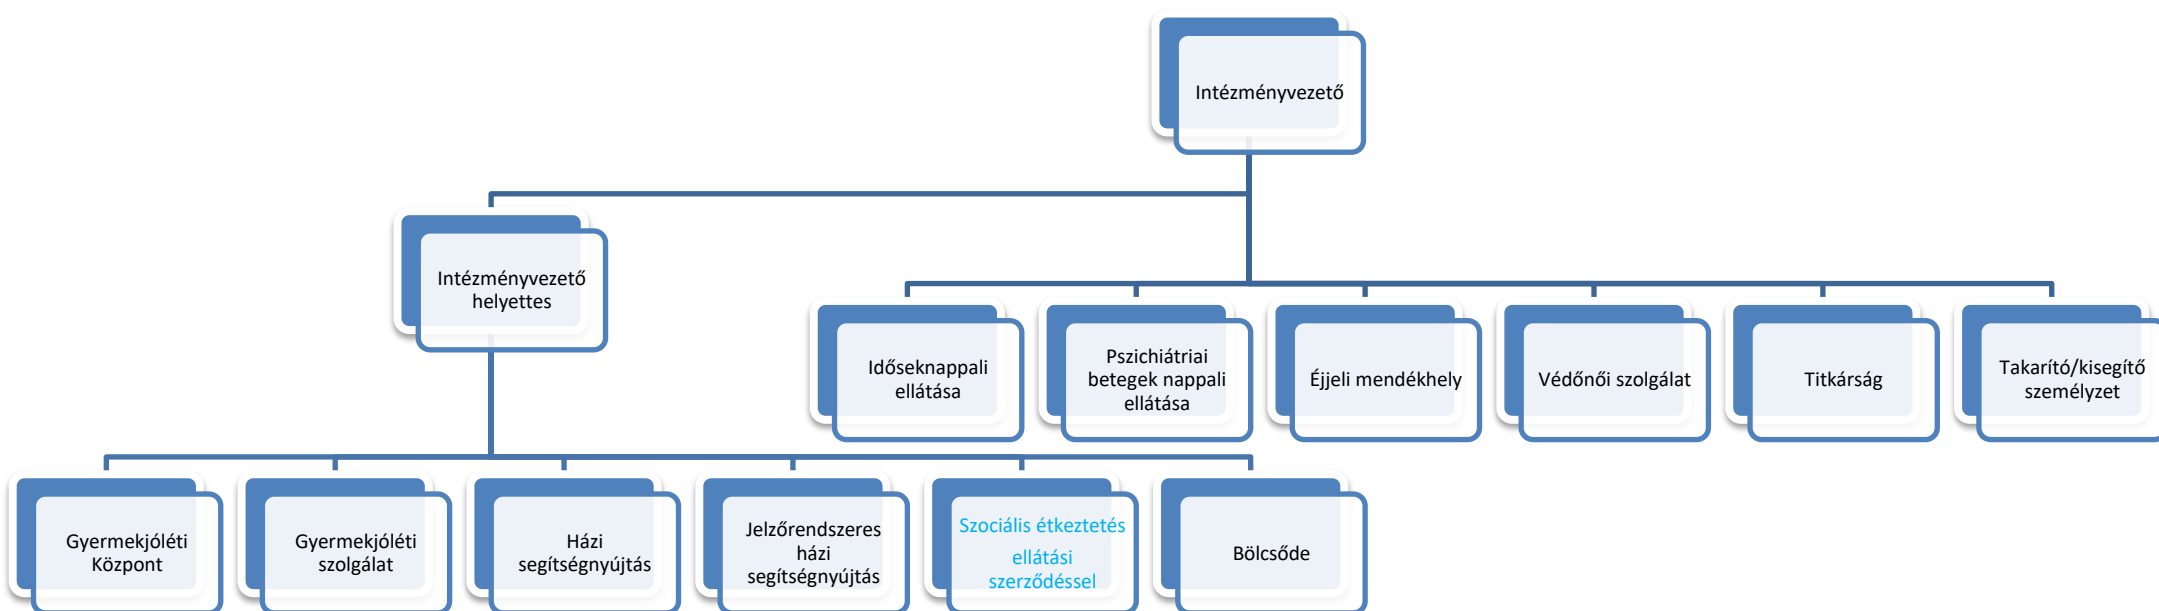 Intézményvezető
Intézményvezető
helyettes
Időseknappali
ellátása
Pszichiátriai
betegek nappali
ellátása
Éjjeli mendékhely
Védőnői szolgálat
Titkárság
Takarító/kisegítő
személyzet
Gyermekjóléti
Központ
Gyermekjóléti
szolgálat
Házi
segítségnyújtás
Jelzőrendszeres
házi
segítségnyújtás
Szociális étkeztetés
ellátási
szerződéssel
Bölcsőde